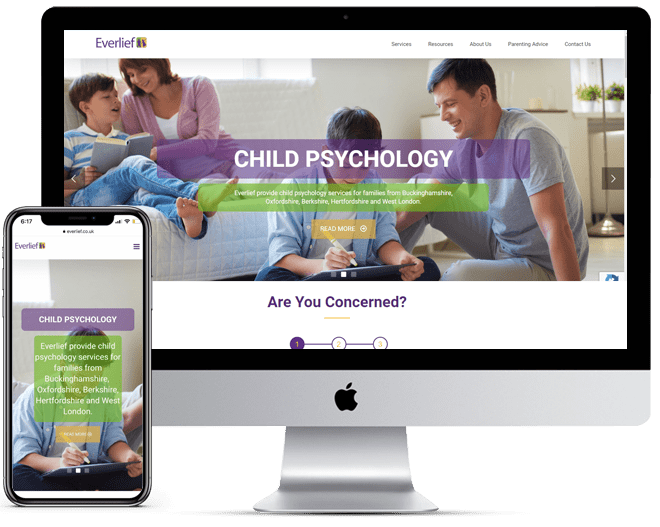 Everlief
Services Resources About Us Parenting Advice Contact Us
CHILD PSYCHOLOGY
Everlief provide child psychology services for families from Buckinghamshire,
Oxfordshire, Berkshire, Hertfordshire and West London.
READ MORE
Are You Concerned?
1 2 3
6:17
everlief.co.uk
Everlief
CHILD PSYCHOLOGY
Everlief provide child
psychology services for
families from
Buckinghamshire,
Oxfordshire, Berkshire,
Hertfordshire and West
London.
READ MORE